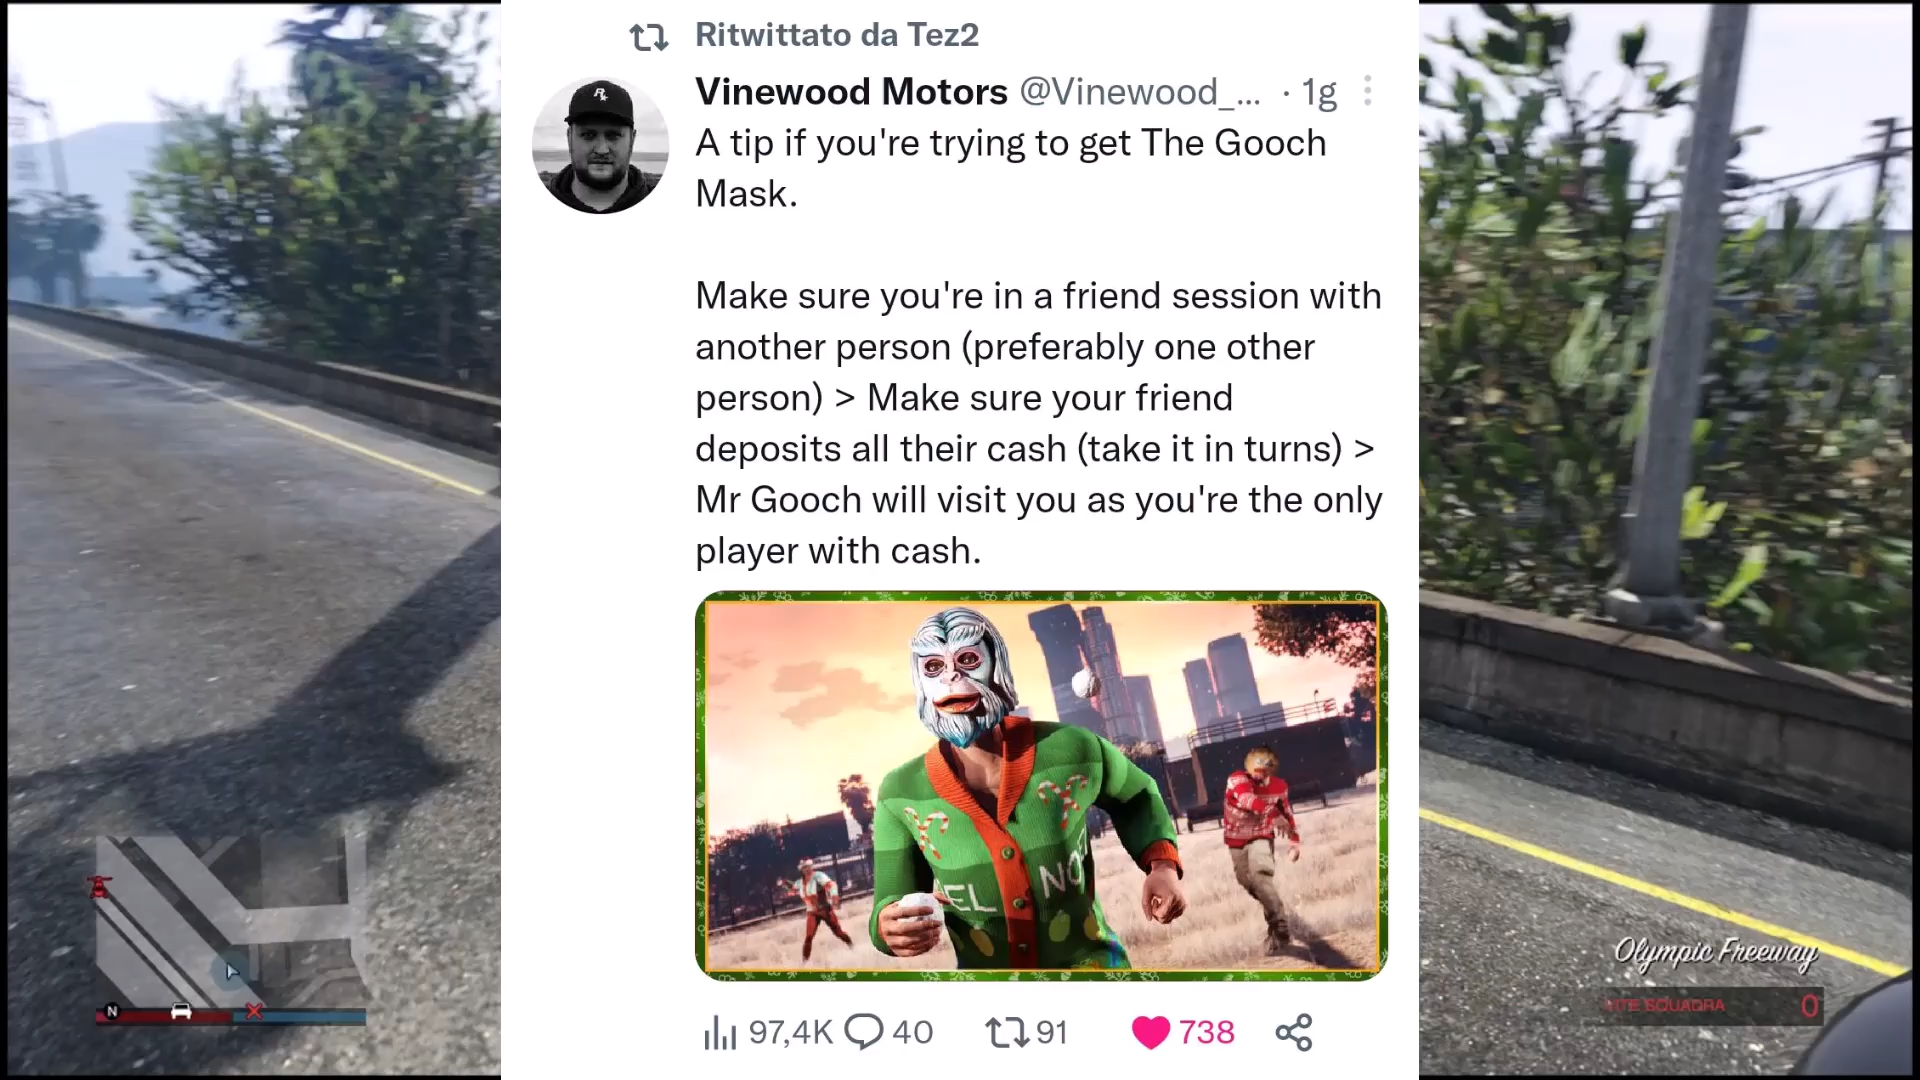 Ritwittato da Tez2
Vinewood Motors @Vinewood_... · 1g
A tip if you're trying to get The Gooch
Mask.
Make sure you're in a friend session with
another person (preferably one other
person) > Make sure your friend
deposits all their cash (take it in turns) >
Mr Gooch will visit you as you're the only
player with cash.
NOEL
97,4K 40 91 738
N
Olympic Freeway
VITE SQUADRA 0